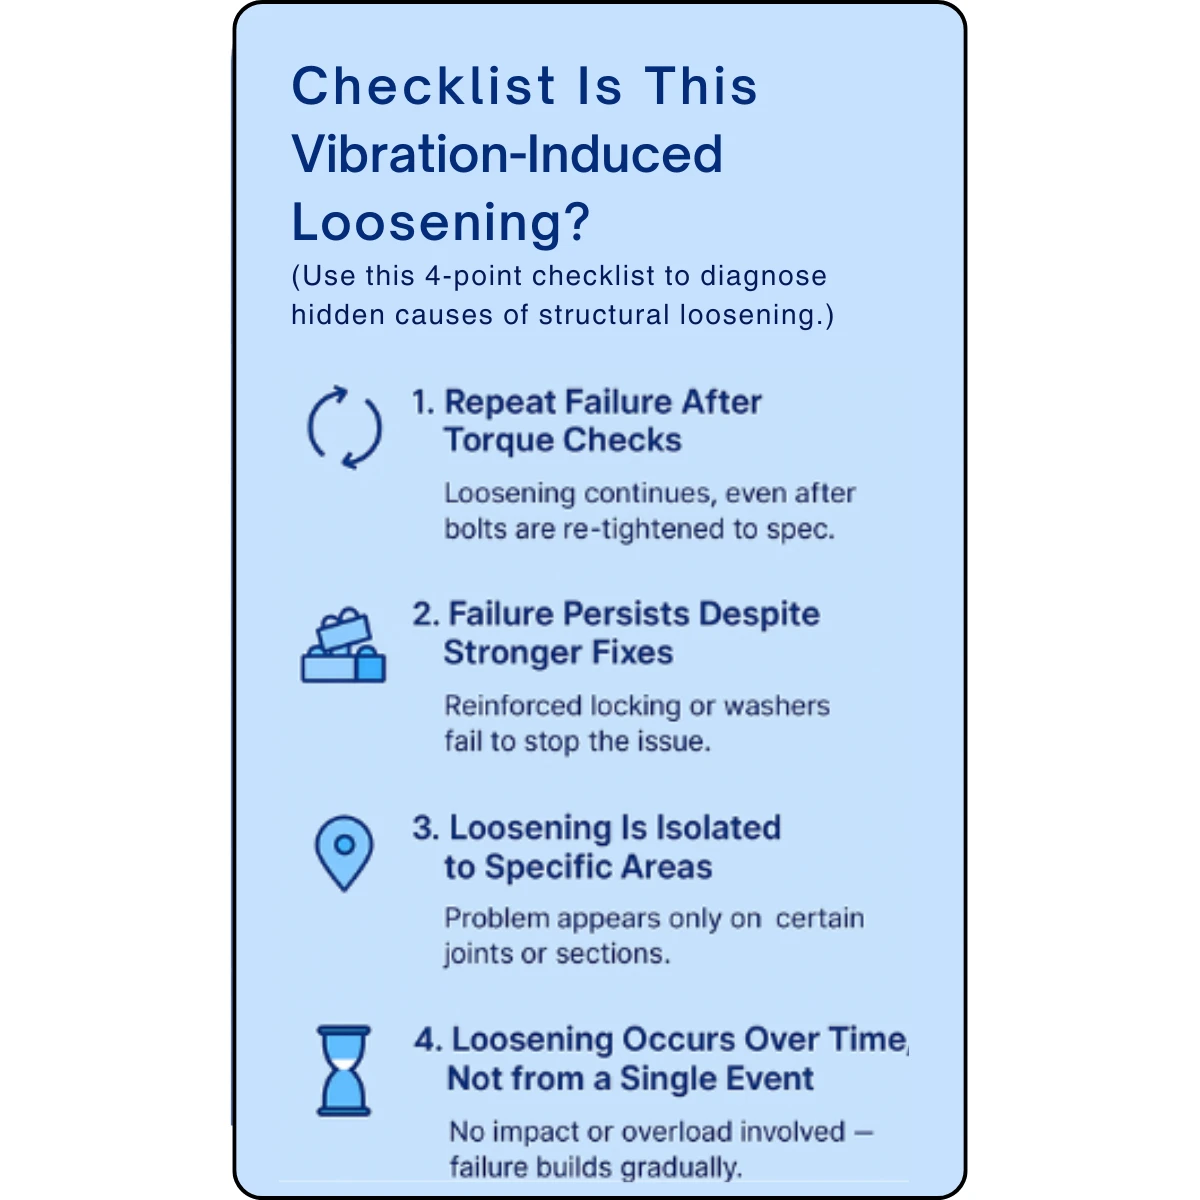 Checklist Is This
Vibration-Induced
Loosening?
(Use this 4-point checklist to diagnose
hidden causes of structural loosening.)
1. Repeat Failure After
Torque Checks
Loosening continues, even after
bolts are re-tightened to spec.
2. Failure Persists Despite
Stronger Fixes
Reinforced locking or washers
fail to stop the issue.
3. Loosening Is Isolated
to Specific Areas
Problem appears only on certain
joints or sections.
4. Loosening Occurs Over Time,
Not from a Single Event
No impact or overload involved –
failure builds gradually.